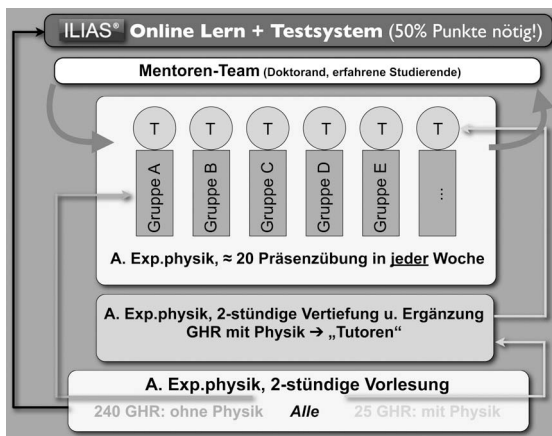 ILIAS® Online Lern + Testsystem (50% Punkte nötig!)
Mentoren-Team (Doktorand, erfahrene Studierende)
T T T T T T
Gruppe A
Gruppe B
Gruppe C
Gruppe D
Gruppe E
...
A. Exp.physik, ≈ 20 Präsenzübung in jeder Woche
A. Exp.physik, 2-stündige Vertiefung u. Ergänzung
GHR mit Physik ➔ „Tutoren“
A. Exp.physik, 2-stündige Vorlesung
240 GHR: ohne Physik Alle 25 GHR: mit Physik